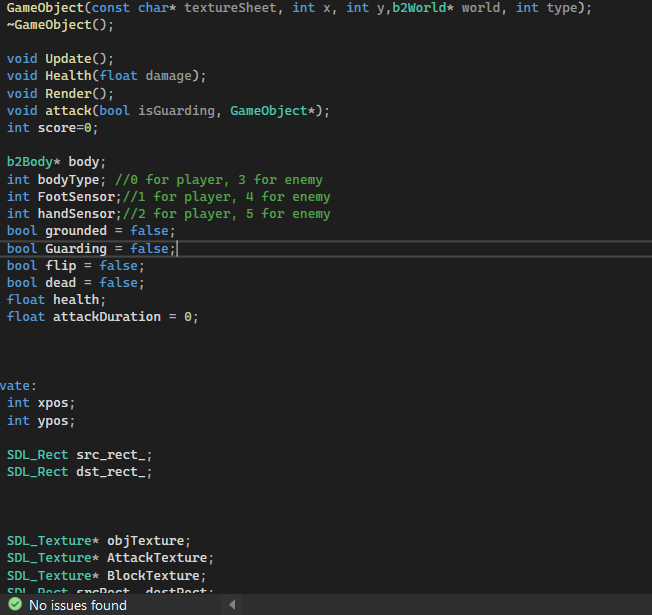 GameObject(const char* textureSheet, int x, int y,b2World* world, int type);
~GameObject();
void Update();
void Health(float damage);
void Render();
void attack(bool isGuarding, GameObject*);
int score=0;
b2Body* body;
int bodyType; //0 for player, 3 for enemy
int FootSensor;//1 for player, 4 for enemy
int handSensor;//2 for player, 5 for enemy
bool grounded = false;
bool Guarding = false;
bool flip = false;
bool dead = false;
float health;
float attackDuration = 0;
vate:
int xpos;
int ypos;
SDL_Rect src_rect_;
SDL_Rect dst_rect_;
SDL_Texture* objTexture;
SDL_Texture* AttackTexture;
SDL_Texture* BlockTexture;
SDL_Rect srcRect, destRect;
No issues found